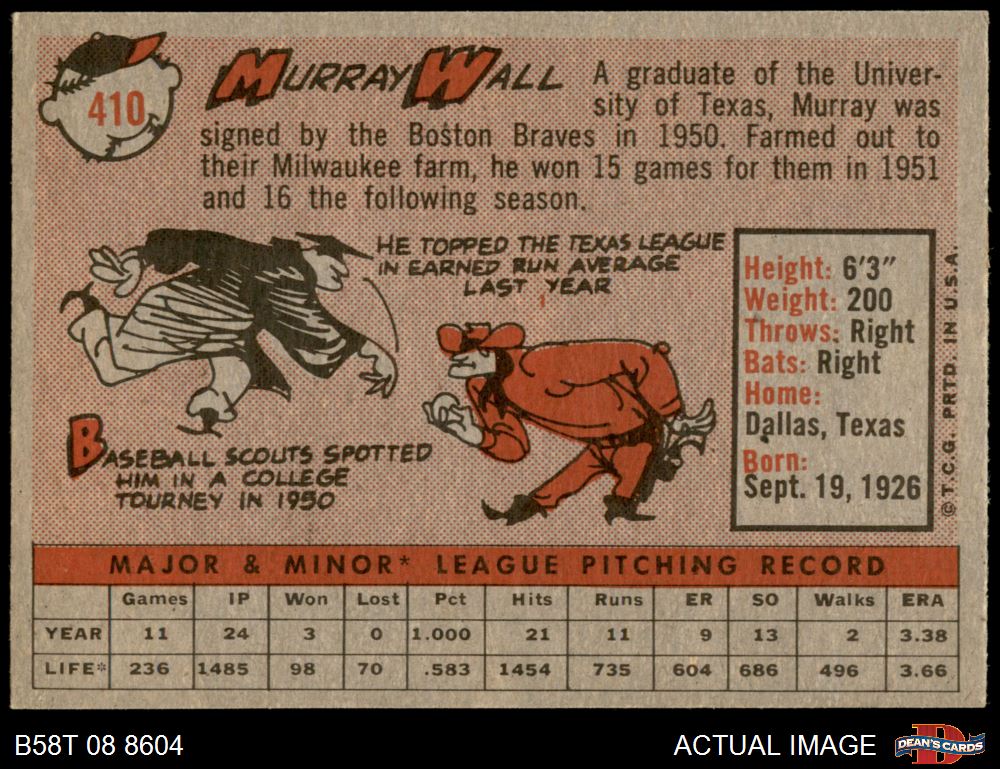 410
MURRAY WALL
A graduate of the Univer-
sity of Texas, Murray was
signed by the Boston Braves in 1950. Farmed out to
their Milwaukee farm, he won 15 games for them in 1951
and 16 the following season.
HE TOPPED THE TEXAS LEAGUE
IN EARNED RUN AVERAGE
LAST YEAR
BASEBALL SCOUTS SPOTTED
HIM IN A COLLEGE
TOURNEY IN 1950
Height: 6'3"
Weight: 200
Throws: Right
Bats: Right
Home:
Dallas, Texas
Born:
Sept. 19, 1926
© T.C.G. PRTD. IN U.S.A.
MAJOR & MINOR* LEAGUE PITCHING RECORD
Games IP Won Lost Pct Hits Runs ER SO Walks ERA
YEAR 11 24 3 0 1.000 21 11 9 13 2 3.38
LIFE* 236 1485 98 70 .583 1454 735 604 686 496 3.66
B58T 08 8604
ACTUAL IMAGE
D
DEAN'S CARDS